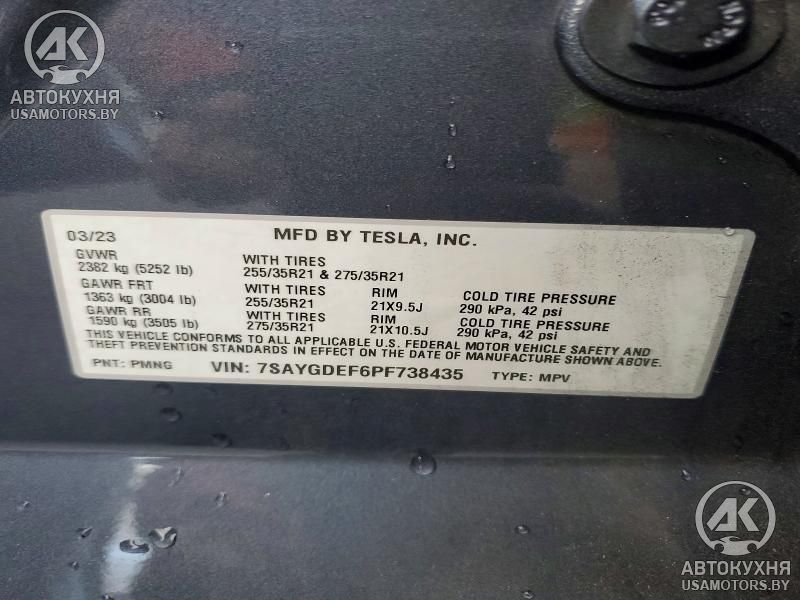 AK
АВТОКУХНЯ
USAMOTORS.BY
03/23
MFD BY TESLA, INC.
GVWR
2382 kg (5252 lb)
WITH TIRES
255/35R21 & 275/35R21
GAWR FRT
1363 kg (3004 lb)
WITH TIRES
255/35R21
RIM
21X9.5J
COLD TIRE PRESSURE
290 kPa, 42 psi
GAWR RR
1590 kg (3505 lb)
WITH TIRES
275/35R21
RIM
21X10.5J
COLD TIRE PRESSURE
290 kPa, 42 psi
THIS VEHICLE CONFORMS TO ALL APPLICABLE U.S. FEDERAL MOTOR VEHICLE SAFETY AND
THEFT PREVENTION STANDARDS IN EFFECT ON THE DATE OF MANUFACTURE SHOWN ABOVE.
PNT: PMNG VIN: 7SAYGDEF6PF738435 TYPE: MPV
AK
АВТОКУХНЯ
USAMOTORS.BY